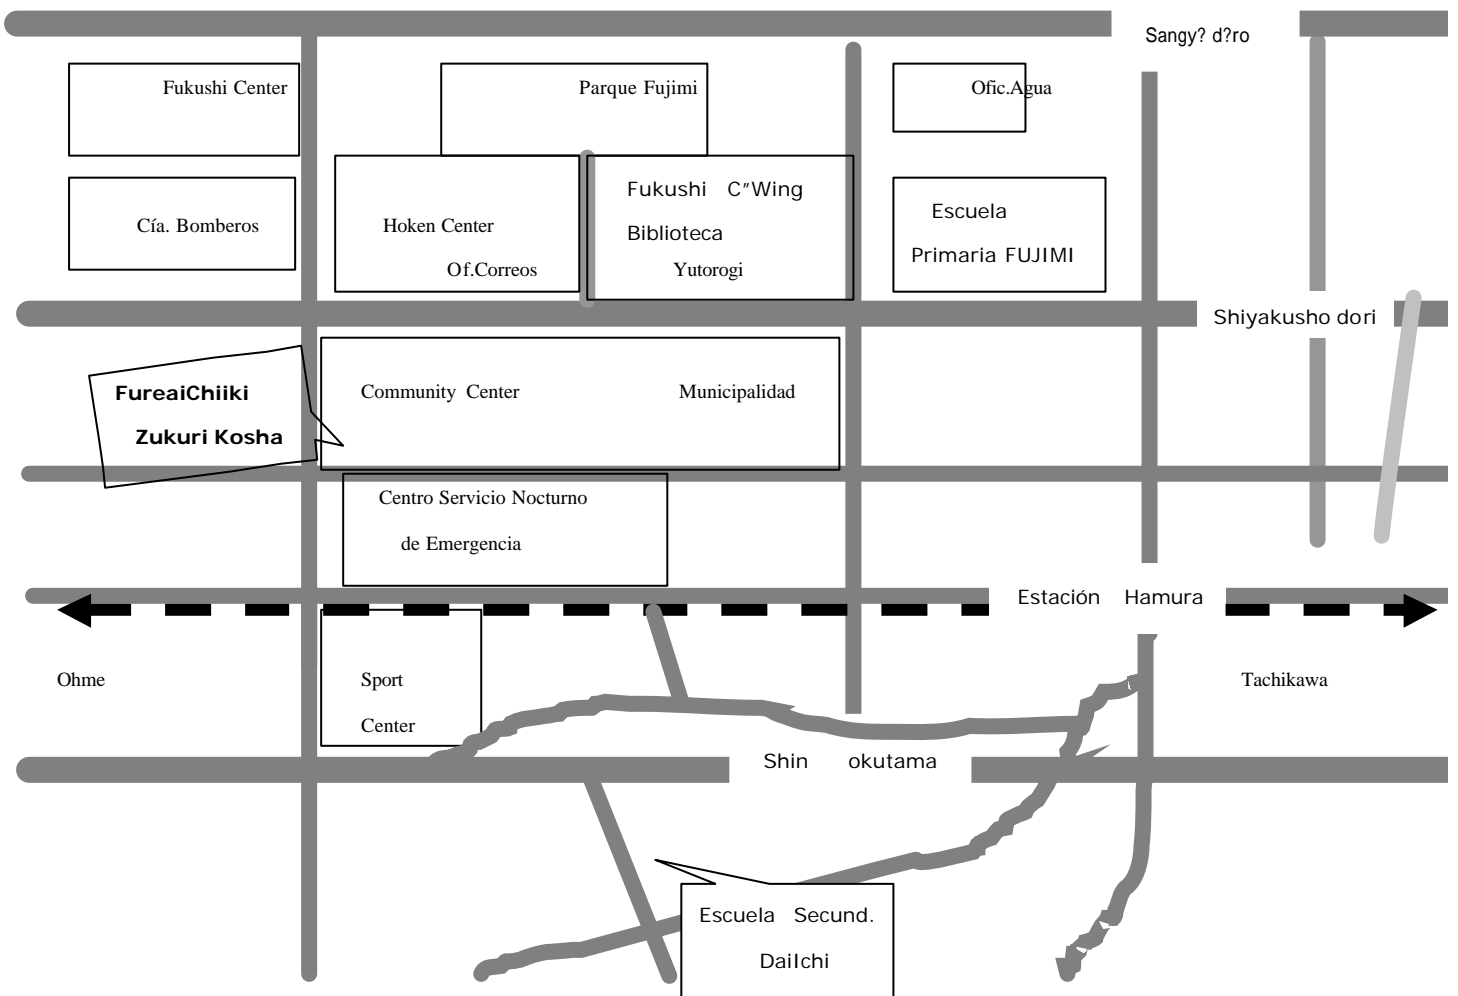 Sangy? d?ro
Fukushi Center
Parque Fujimi
Ofic.Agua
Fukushi C”Wing
Biblioteca
Yutorogi
Escuela
Primaria FUJIMI
Cía. Bomberos
Hoken Center
Of.Correos
Shiyakusho dori
FureaiChiiki
Zukuri Kosha
Community Center
Municipalidad
Centro Servicio Nocturno
de Emergencia
Estación Hamura
Ohme
Sport
Center
Tachikawa
Shin okutama
Escuela Secund.
DaiIchi